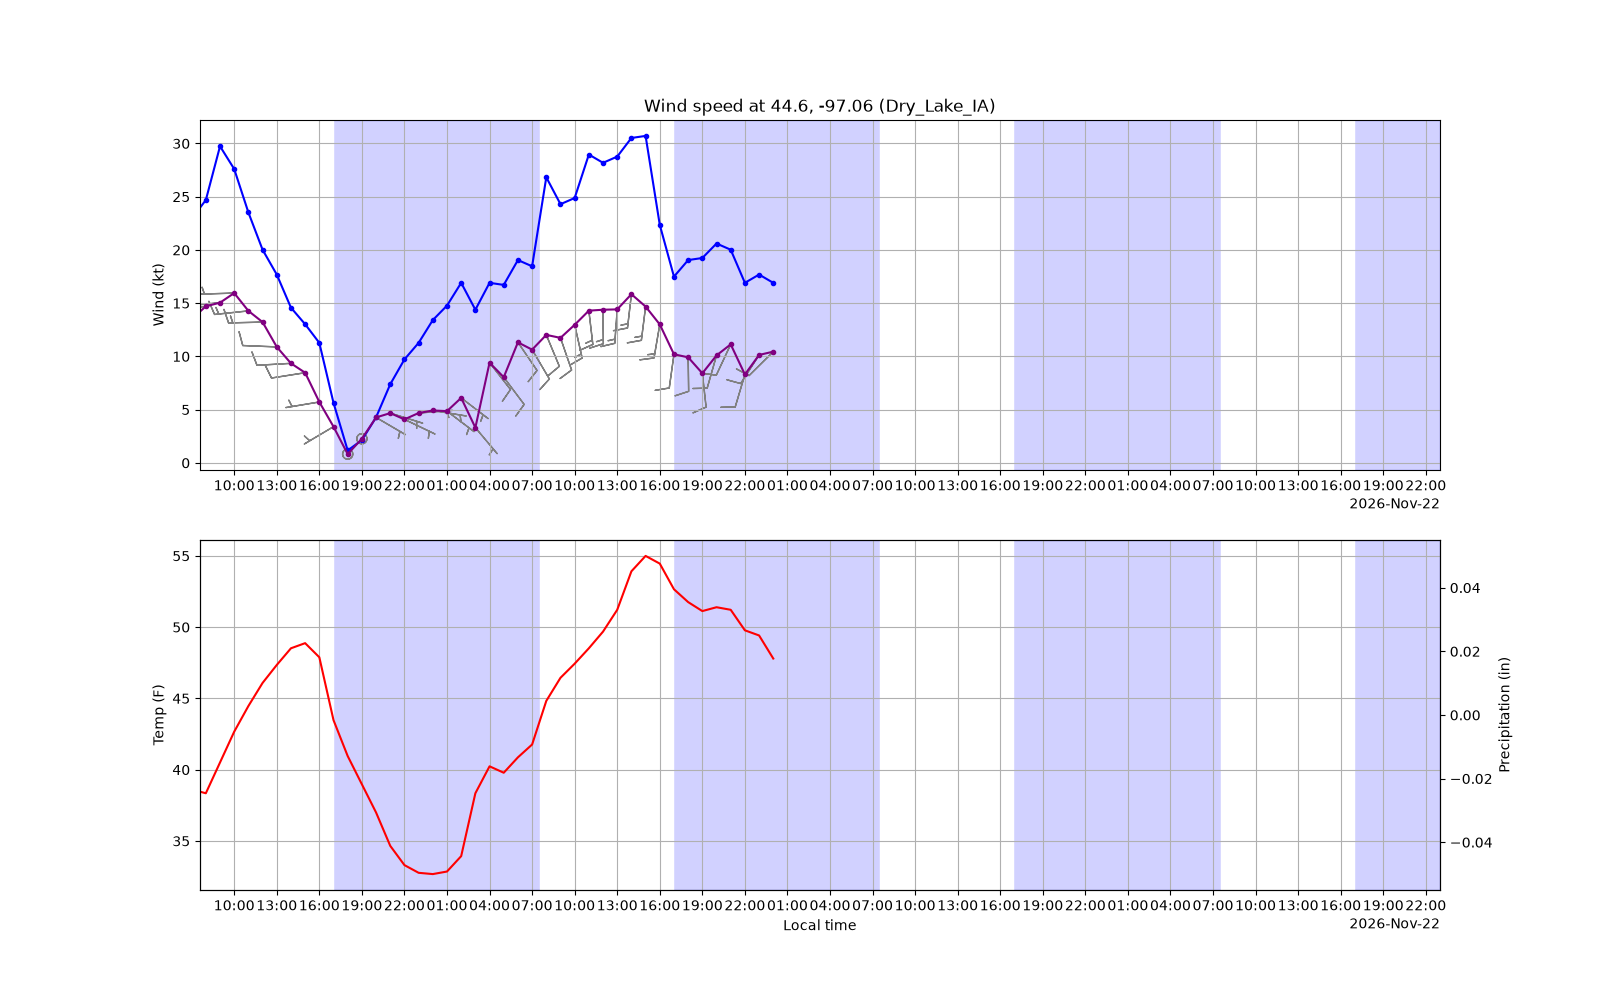 Wind speed at 44.6, -97.06 (Dry_Lake_IA)
Wind (kt)
30
25
20
15
10
5
0
10:00 13:00 16:00 19:00 22:00 01:00 04:00 07:00 10:00 13:00 16:00 19:00 22:00 01:00 04:00 07:00 10:00 13:00 16:00 19:00 22:00 01:00 04:00 07:00 10:00 13:00 16:00 19:00 22:00
2026-Nov-22
Temp (F)
55
50
45
40
35
0.04
0.02
0.00
−0.02
−0.04
Precipitation (in)
10:00 13:00 16:00 19:00 22:00 01:00 04:00 07:00 10:00 13:00 16:00 19:00 22:00 01:00 04:00 07:00 10:00 13:00 16:00 19:00 22:00 01:00 04:00 07:00 10:00 13:00 16:00 19:00 22:00
Local time
2026-Nov-22